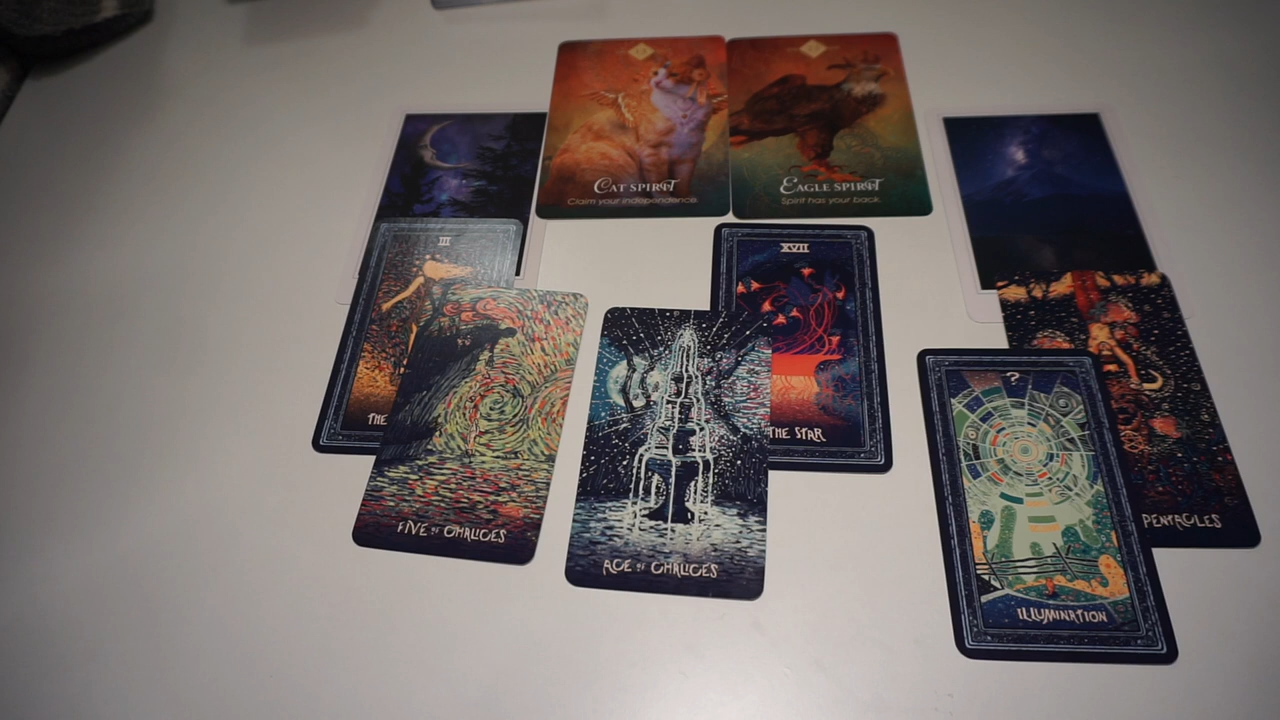 CAT SPIRIT
Claim your independence.
EAGLE SPIRIT
Spirit has your back.
III
THE
FIVE OF CHALICES
ACE OF CHALICES
XVII
THE STAR
?
ILLUMINATION
PENTACLES